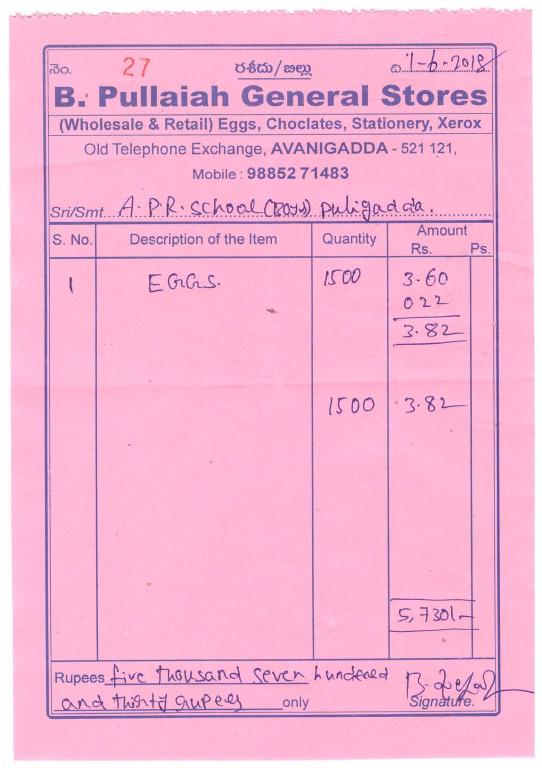 నెం. 27 రశీదు/బిల్లు ది 1-6-2018
B. Pullaiah General Stores
(Wholesale & Retail) Eggs, Choclates, Stationery, Xerox
Old Telephone Exchange, AVANIGADDA - 521 121,
Mobile : 98852 71483
Sri/Smt. A.P.R. School (Boys) puligadda.
S. No. Description of the Item Quantity Amount
Rs. Ps.
1 EGGS. 1500 3.60
022
3.82
1500 3.82
5,730/-
Rupees five thousand seven hundered
and thirty rupees only
Signature.